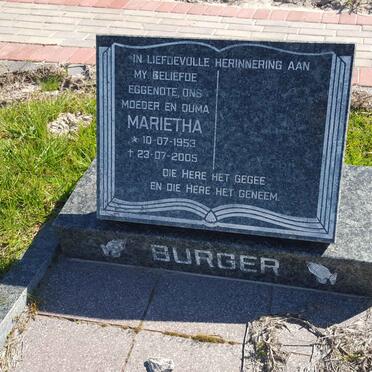 IN LIEFDEVOLLE HERINNERING AAN
MY BELIEFDE
EGGENOTE, ONS
MOEDER EN OUMA
MARIETHA
* 10-07-1953
† 23-07-2005
DIE HERE HET GEGEE
EN DIE HERE HET GENEEM.
BURGER